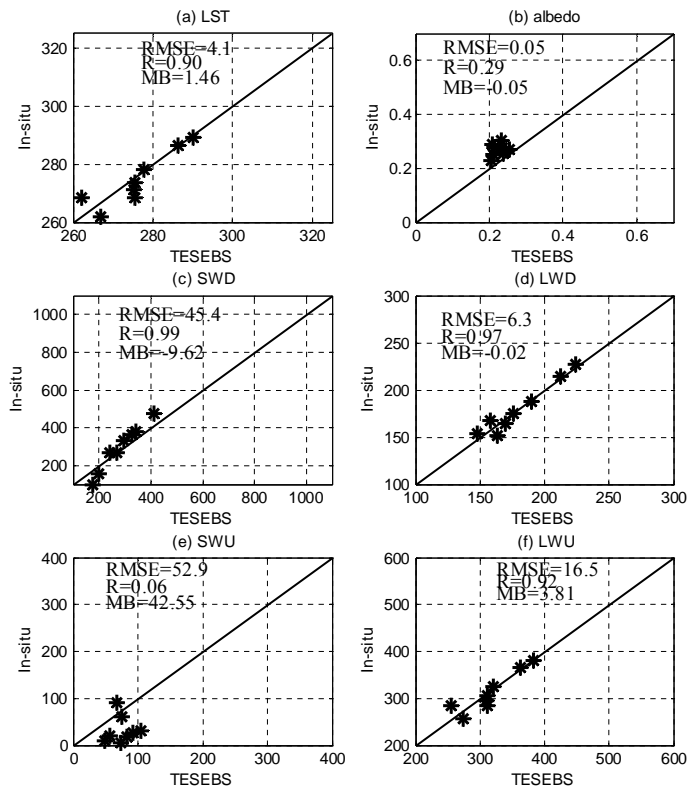 (a) LST
RMSE=4.1
R=0.90
MB=1.46
In-situ
320
300
280
260
260
280
300
320
TESEBS
(b) albedo
RMSE=0.05
R=0.29
MB=-0.05
In-situ
0.6
0.4
0.2
0
0
0.2
0.4
0.6
TESEBS
(c) SWD
RMSE=45.4
R=0.99
MB=-9.62
In-situ
1000
800
600
400
200
200
400
600
800
1000
TESEBS
(d) LWD
RMSE=6.3
R=0.97
MB=-0.02
In-situ
300
250
200
150
100
100
150
200
250
300
TESEBS
(e) SWU
RMSE=52.9
R=0.06
MB=42.55
In-situ
400
300
200
100
0
0
100
200
300
400
TESEBS
(f) LWU
RMSE=16.5
R=0.92
MB=3.81
In-situ
600
500
400
300
200
200
300
400
500
600
TESEBS